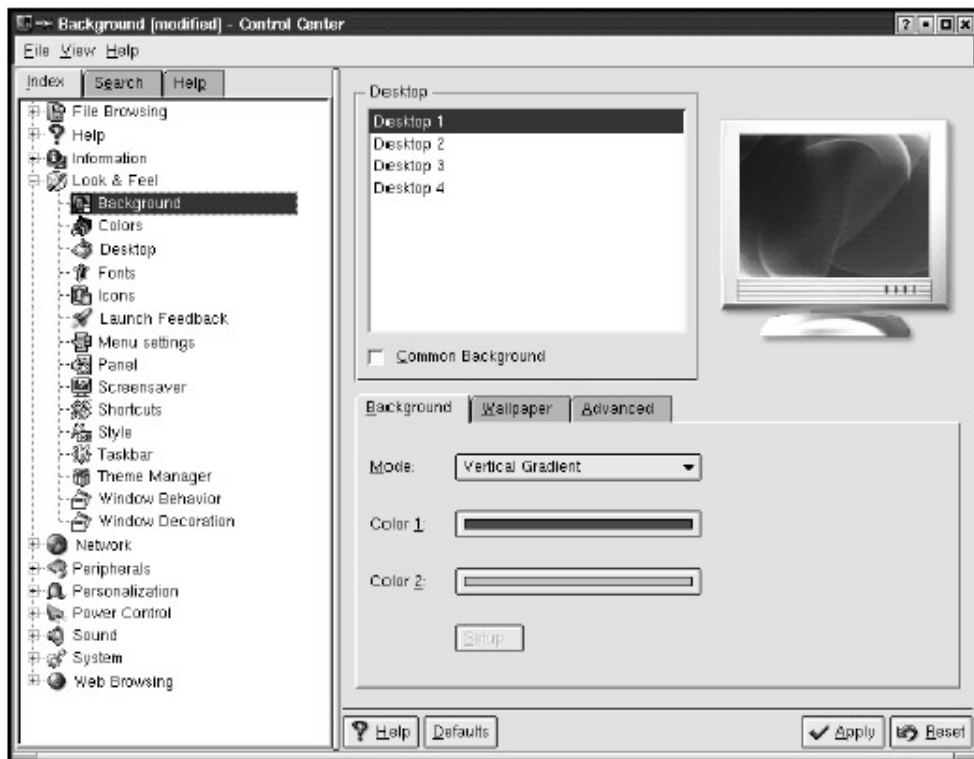 Background [modified] - Control Center
File View Help
Index Search Help
File Browsing
Help
Information
Look & Feel
Background
Colors
Desktop
Fonts
Icons
Launch Feedback
Menu settings
Panel
Screensaver
Shortcuts
Style
Taskbar
Theme Manager
Window Behavior
Window Decoration
Network
Peripherals
Personalization
Power Control
Sound
System
Web Browsing
Desktop
Desktop 1
Desktop 2
Desktop 3
Desktop 4
Common Background
Background Wallpaper Advanced
Mode: Vertical Gradient
Color 1:
Color 2:
Setup...
Help Defaults Apply Reset